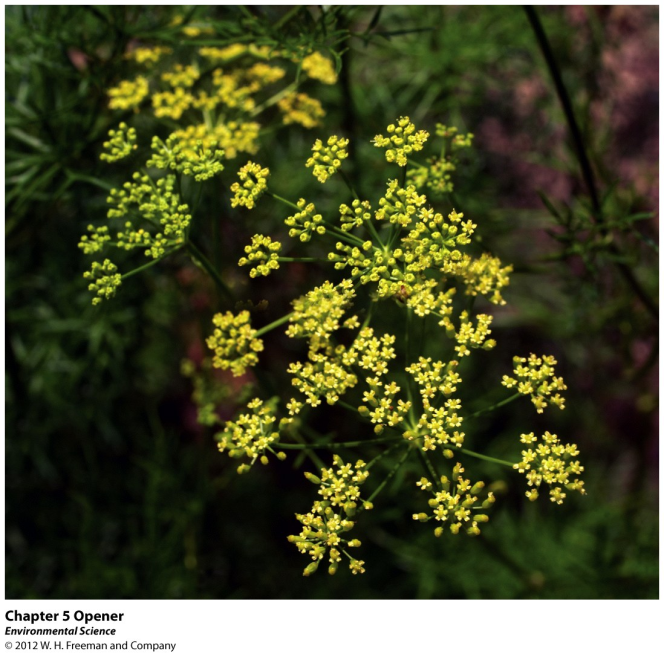 Chapter 5 Opener
Environmental Science
© 2012 W. H. Freeman and Company